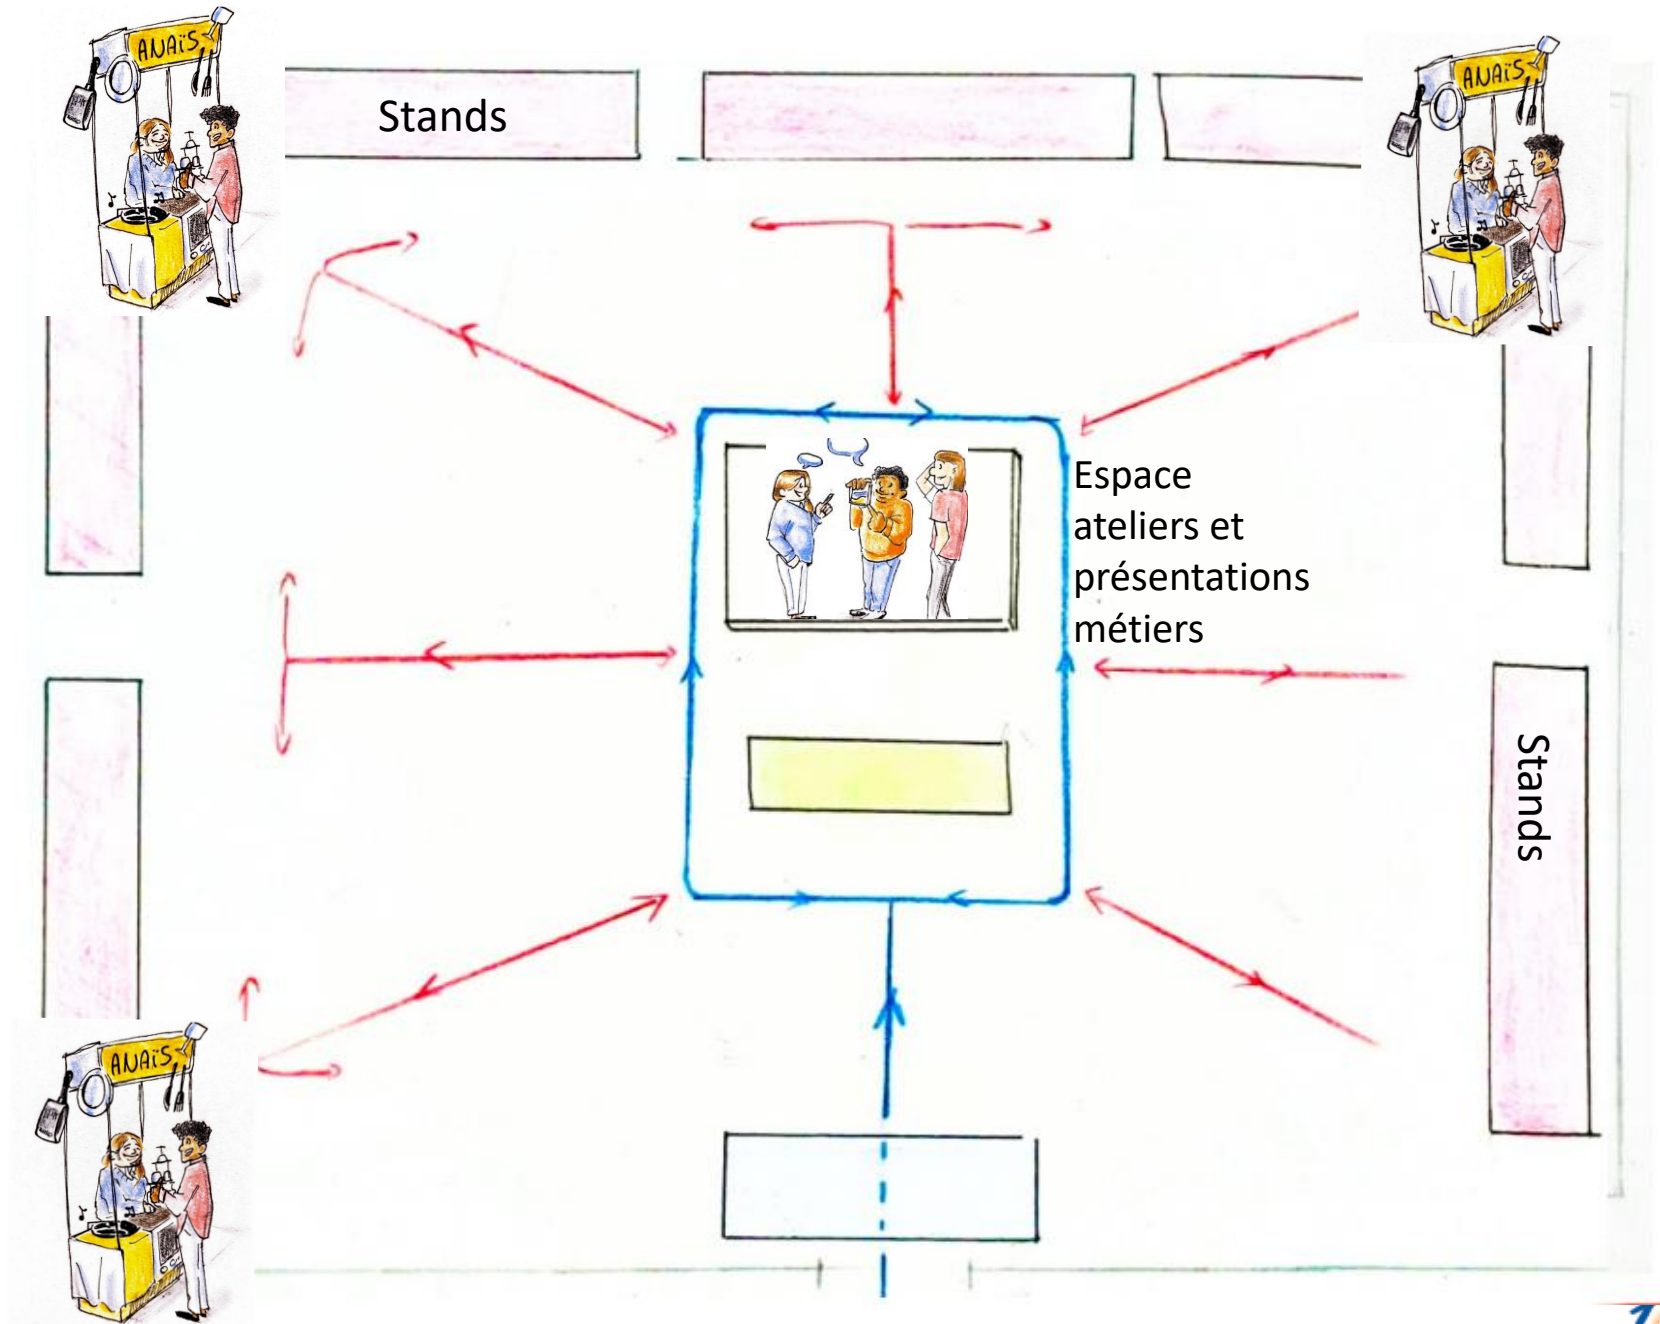 ANAÏS
ANAÏS
Stands
Espace
ateliers et
présentations
métiers
Stands
ANAÏS